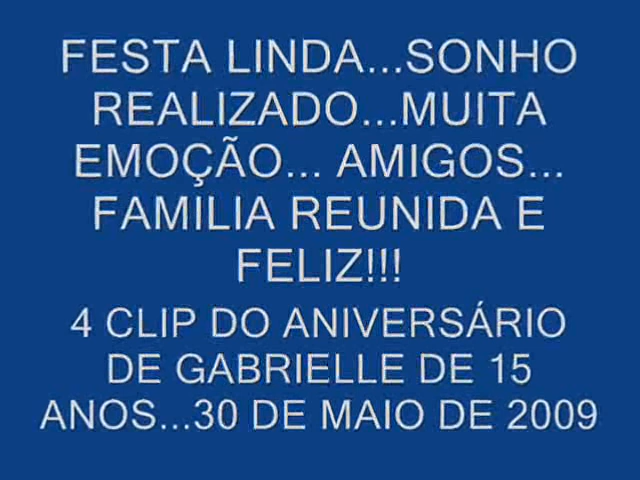 FESTA LINDA...SONHO
REALIZADO...MUITA
EMOÇÃO... AMIGOS...
FAMILIA REUNIDA E
FELIZ!!!
4 CLIP DO ANIVERSÁRIO
DE GABRIELLE DE 15
ANOS...30 DE MAIO DE 2009